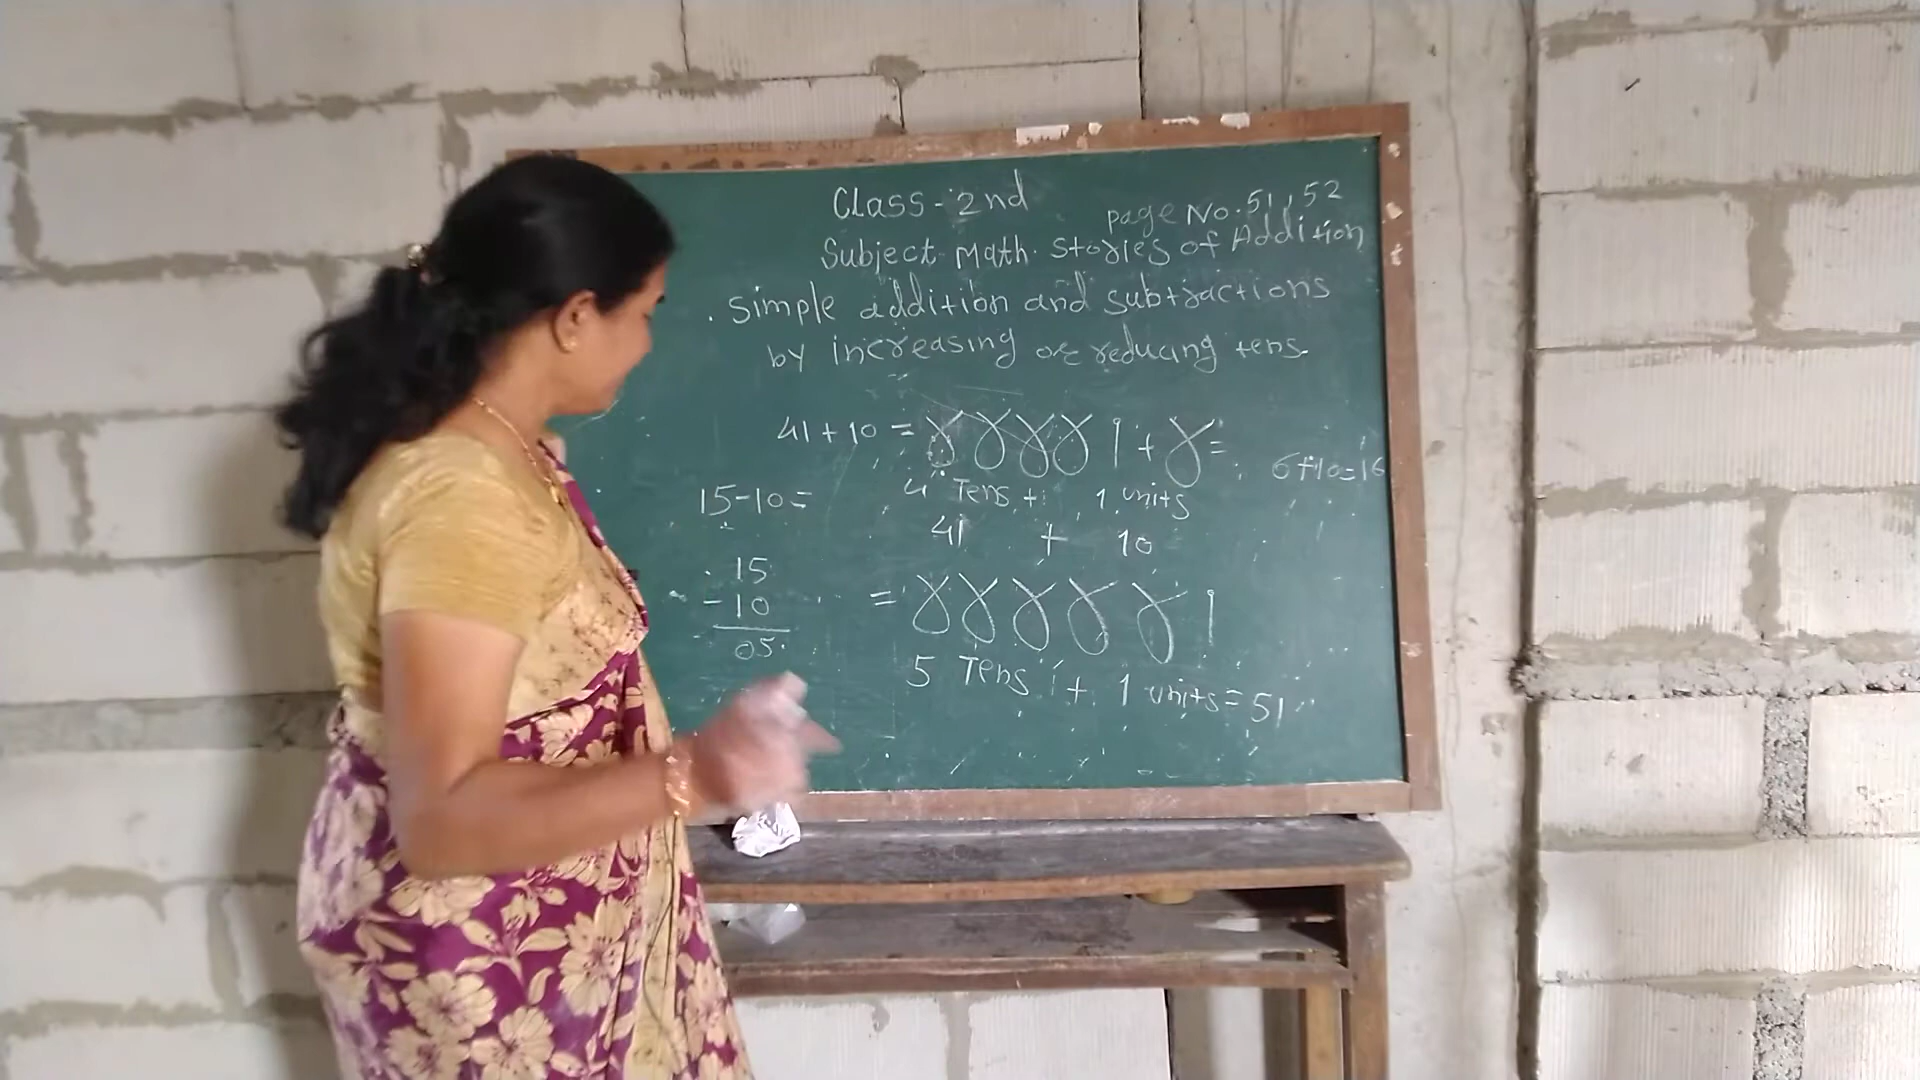 Class-2nd
Page No.51,52
Subject-Math. Stories of Addition
. Simple addition and subtractions
by increasing or reducing tens.
41+10 = 1 + =
6+10=16
4 Tens + 1 units
15-10=
41 + 10
15
-10
05.
= 1
5 Tens + 1 units = 51